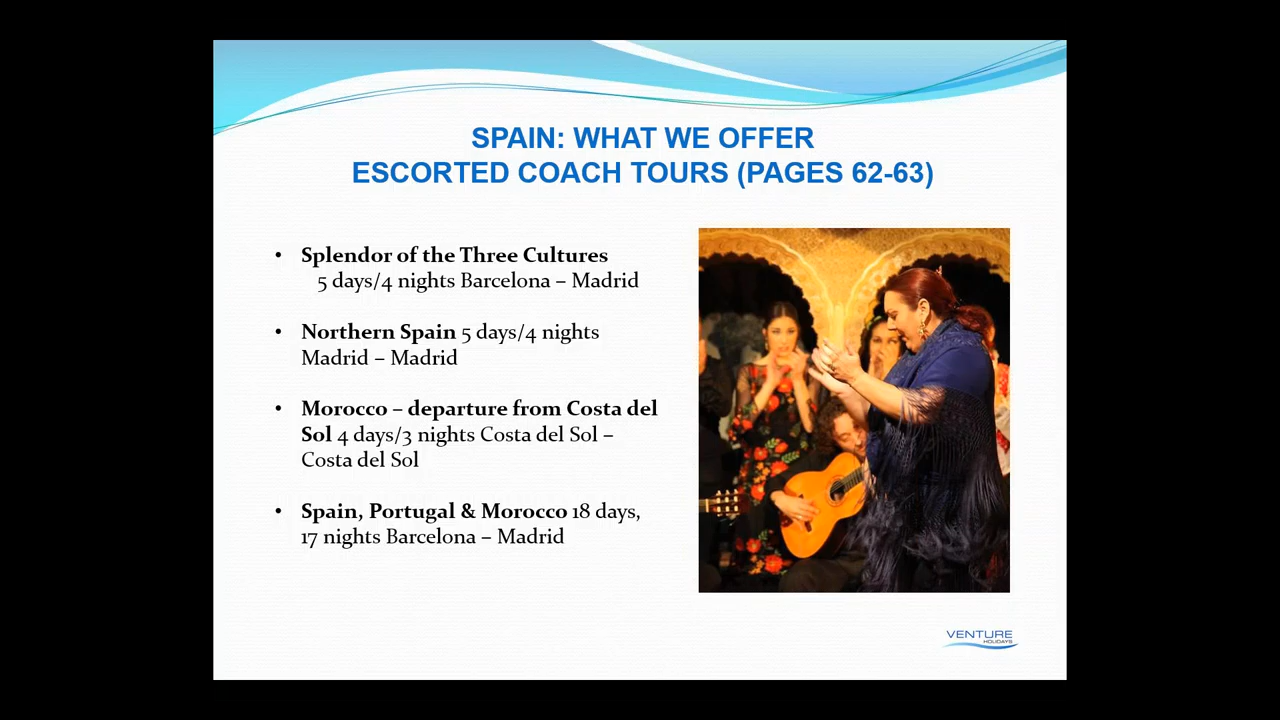 SPAIN: WHAT WE OFFER
ESCORTED COACH TOURS (PAGES 62-63)
• Splendor of the Three Cultures
5 days/4 nights Barcelona – Madrid
• Northern Spain 5 days/4 nights
Madrid – Madrid
• Morocco – departure from Costa del
Sol 4 days/3 nights Costa del Sol –
Costa del Sol
• Spain, Portugal & Morocco 18 days,
17 nights Barcelona – Madrid
VENTURE
HOLIDAYS